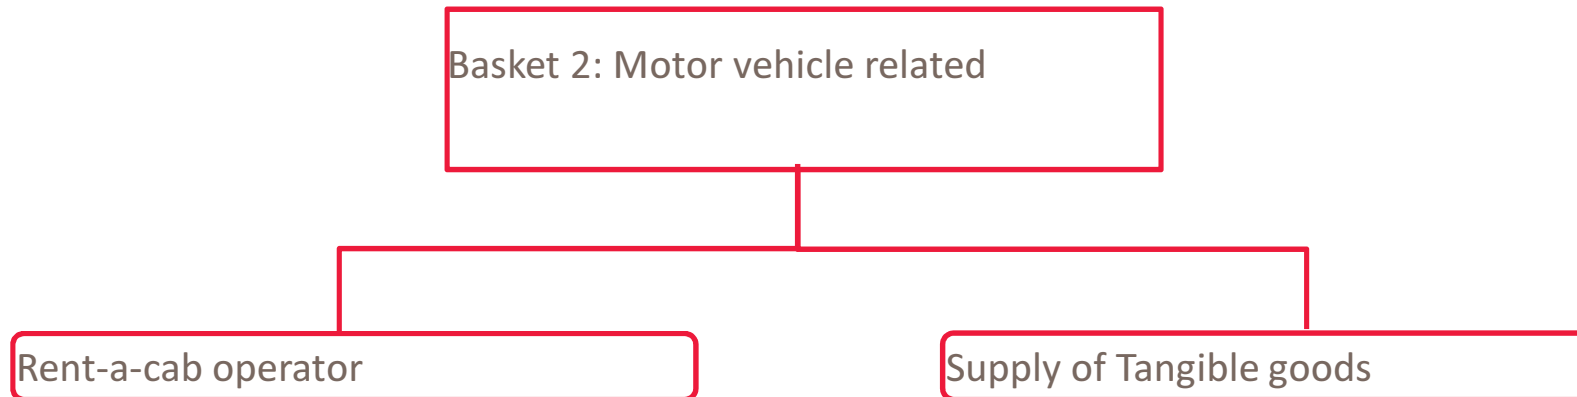 Basket 2: Motor vehicle related
Rent-a-cab operator
Supply of Tangible goods